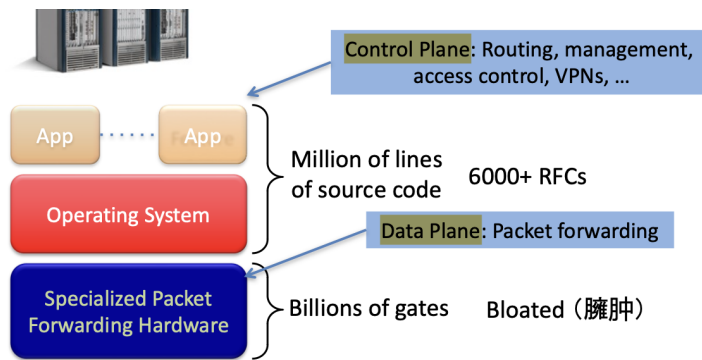 Control Plane: Routing, management,
access control, VPNs, …
App
App
Million of lines
of source code
6000+ RFCs
Operating System
Data Plane: Packet forwarding
Specialized Packet
Forwarding Hardware
Billions of gates
Bloated（臃肿）